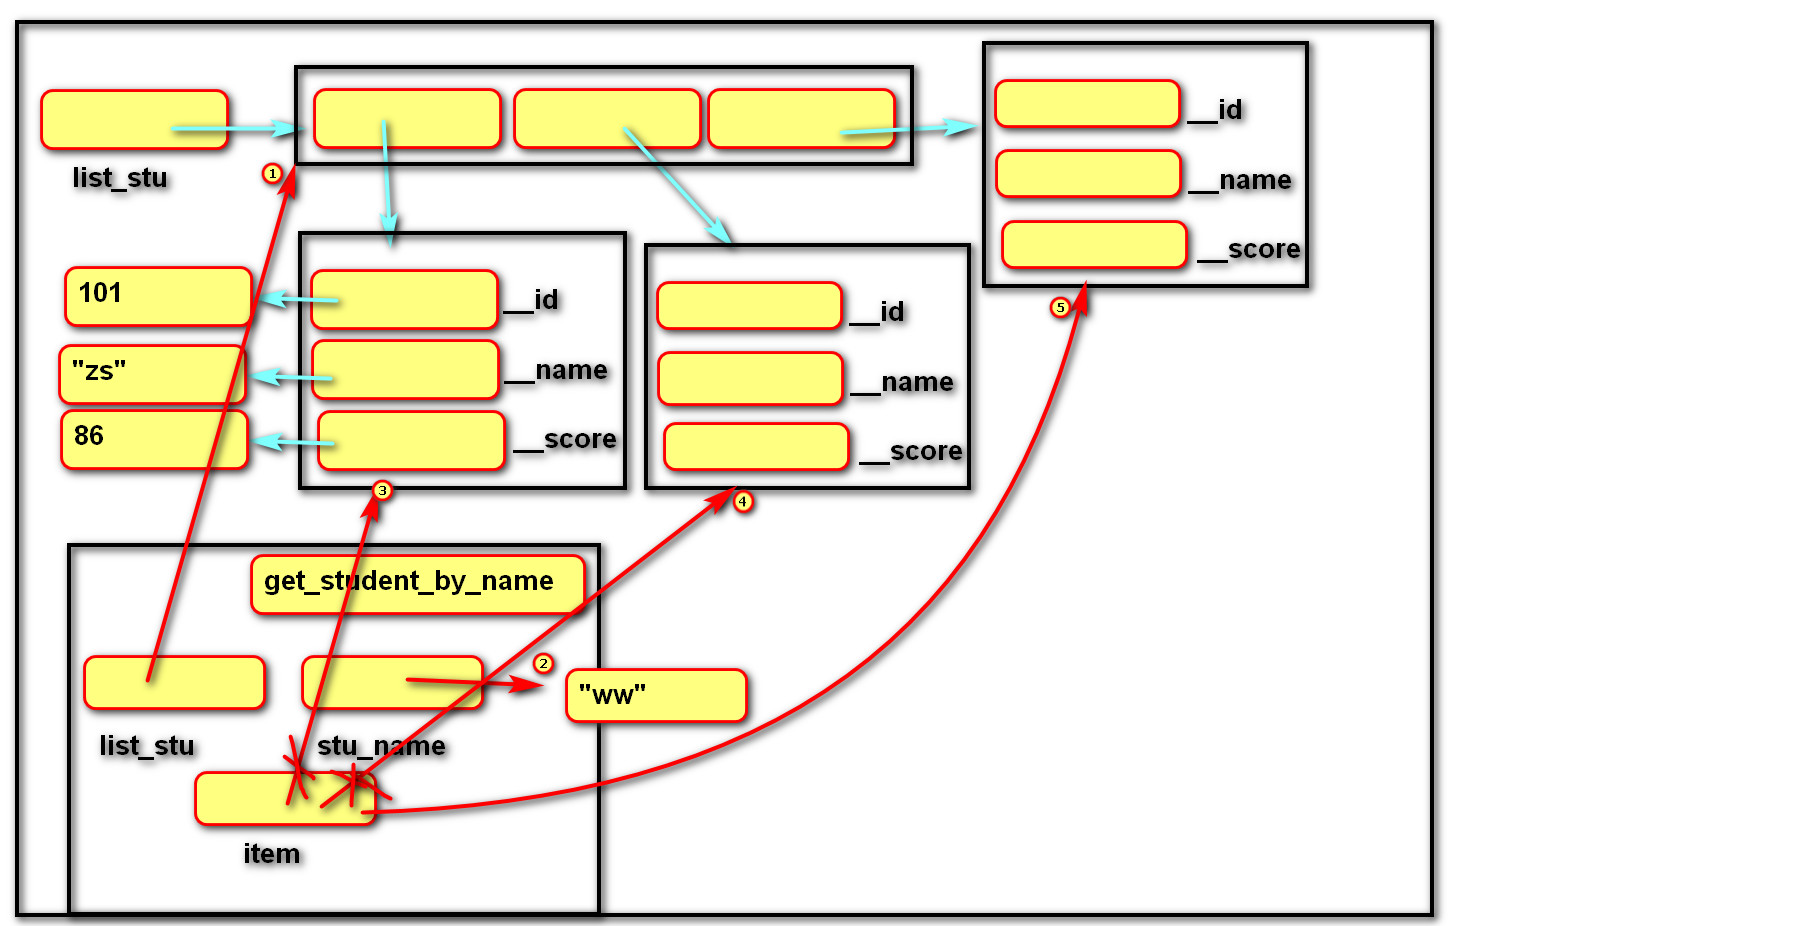 list_stu
1
__id
__name
__score
101
"zs"
86
__id
__name
__score
3
__id
__name
__score
4
5
get_student_by_name
2
"ww"
list_stu
stu_name
item